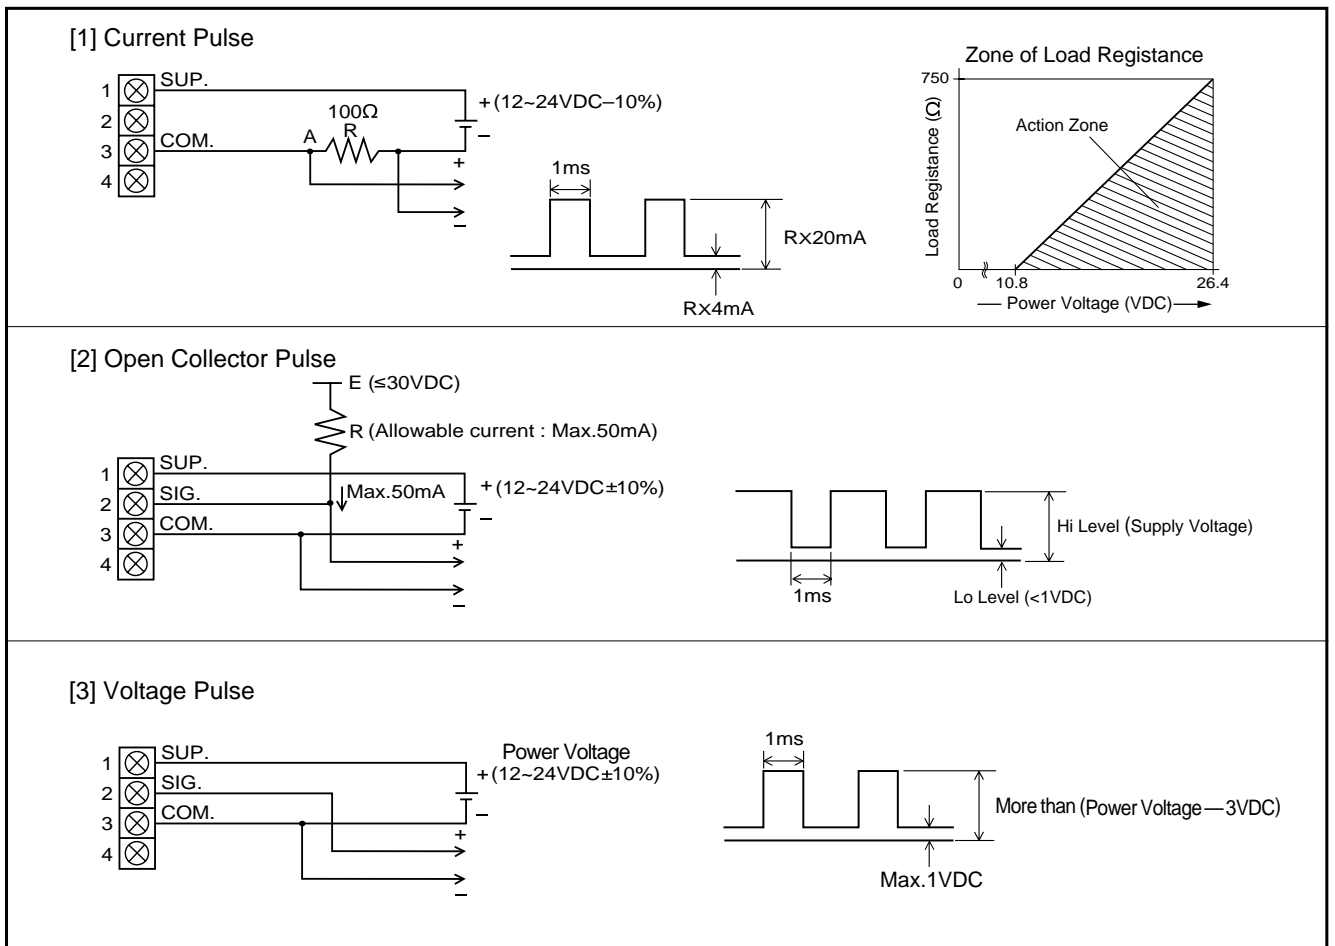 [1] Current Pulse
1
SUP.
2
3
COM.
4
A
100Ω
R
+ (12~24VDC–10%)
–
+
–
1ms
R×20mA
R×4mA
Zone of Load Registance
750
Load Registance (Ω)
Action Zone
0
10.8
26.4
Power Voltage (VDC)
[2] Open Collector Pulse
E (≤30VDC)
R (Allowable current : Max.50mA)
1
SUP.
2
SIG.
3
COM.
4
Max.50mA
+ (12~24VDC±10%)
–
+
–
1ms
Hi Level (Supply Voltage)
Lo Level (<1VDC)
[3] Voltage Pulse
1
SUP.
2
SIG.
3
COM.
4
Power Voltage
+ (12~24VDC±10%)
–
+
–
1ms
More than (Power Voltage — 3VDC)
Max.1VDC